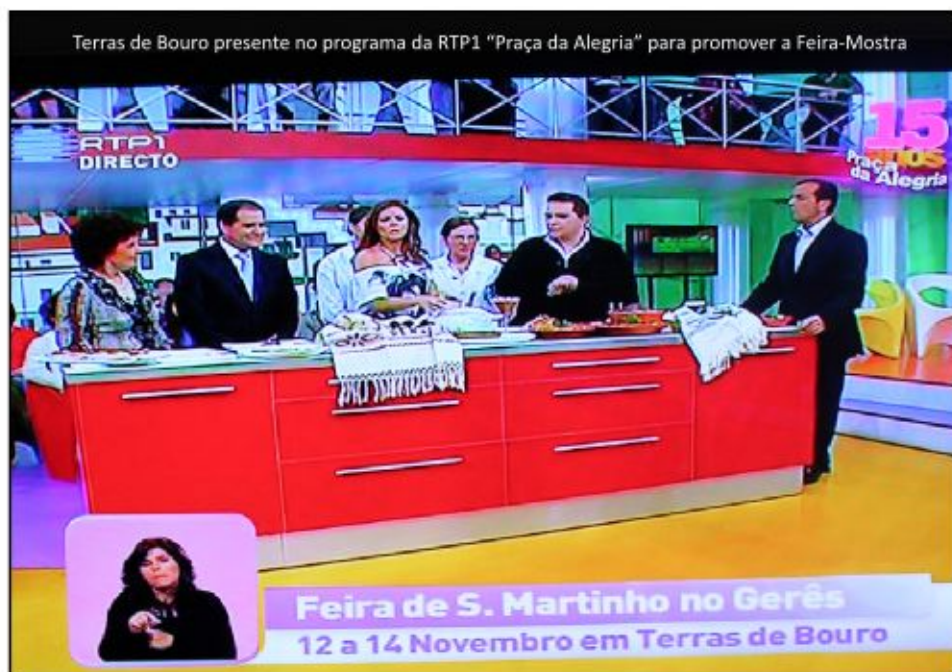 Terras de Bouro presente no programa da RTP1 “Praça da Alegria” para promover a Feira-Mostra
RTP1
DIRECTO
15
anos
Praça
da Alegria
Feira de S. Martinho no Gerês
12 a 14 Novembro em Terras de Bouro